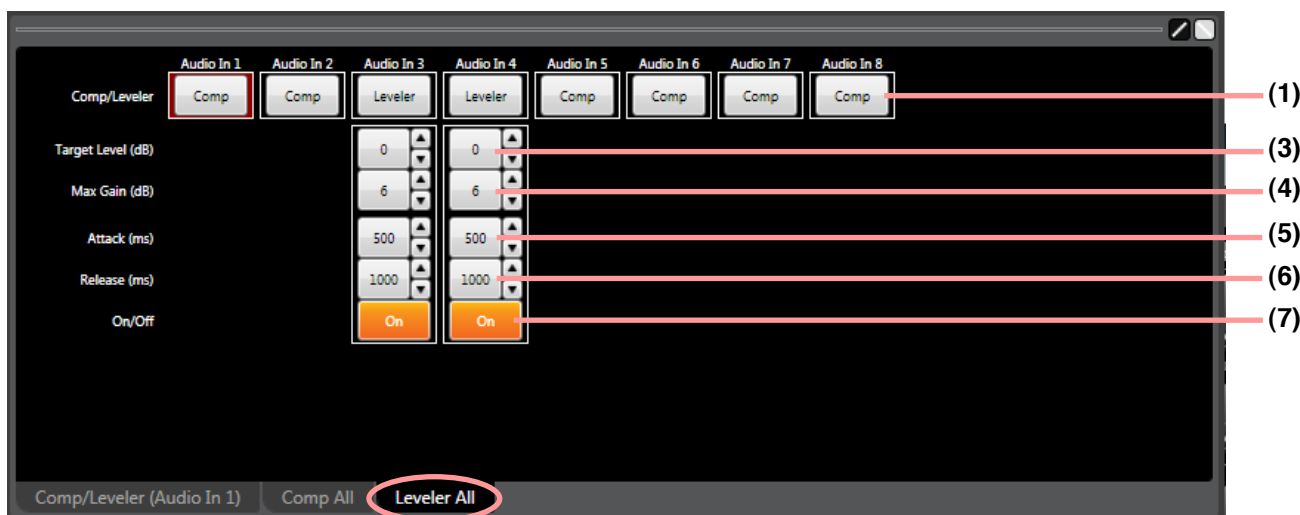 Audio In 1 Audio In 2 Audio In 3 Audio In 4 Audio In 5 Audio In 6 Audio In 7 Audio In 8
Comp/Leveler Comp Comp Leveler Leveler Comp Comp Comp Comp (1)
Target Level (dB) 0 0 (3)
Max Gain (dB) 6 6 (4)
Attack (ms) 500 500 (5)
Release (ms) 1000 1000 (6)
On/Off On On (7)
Comp/Leveler (Audio In 1) Comp All Leveler All